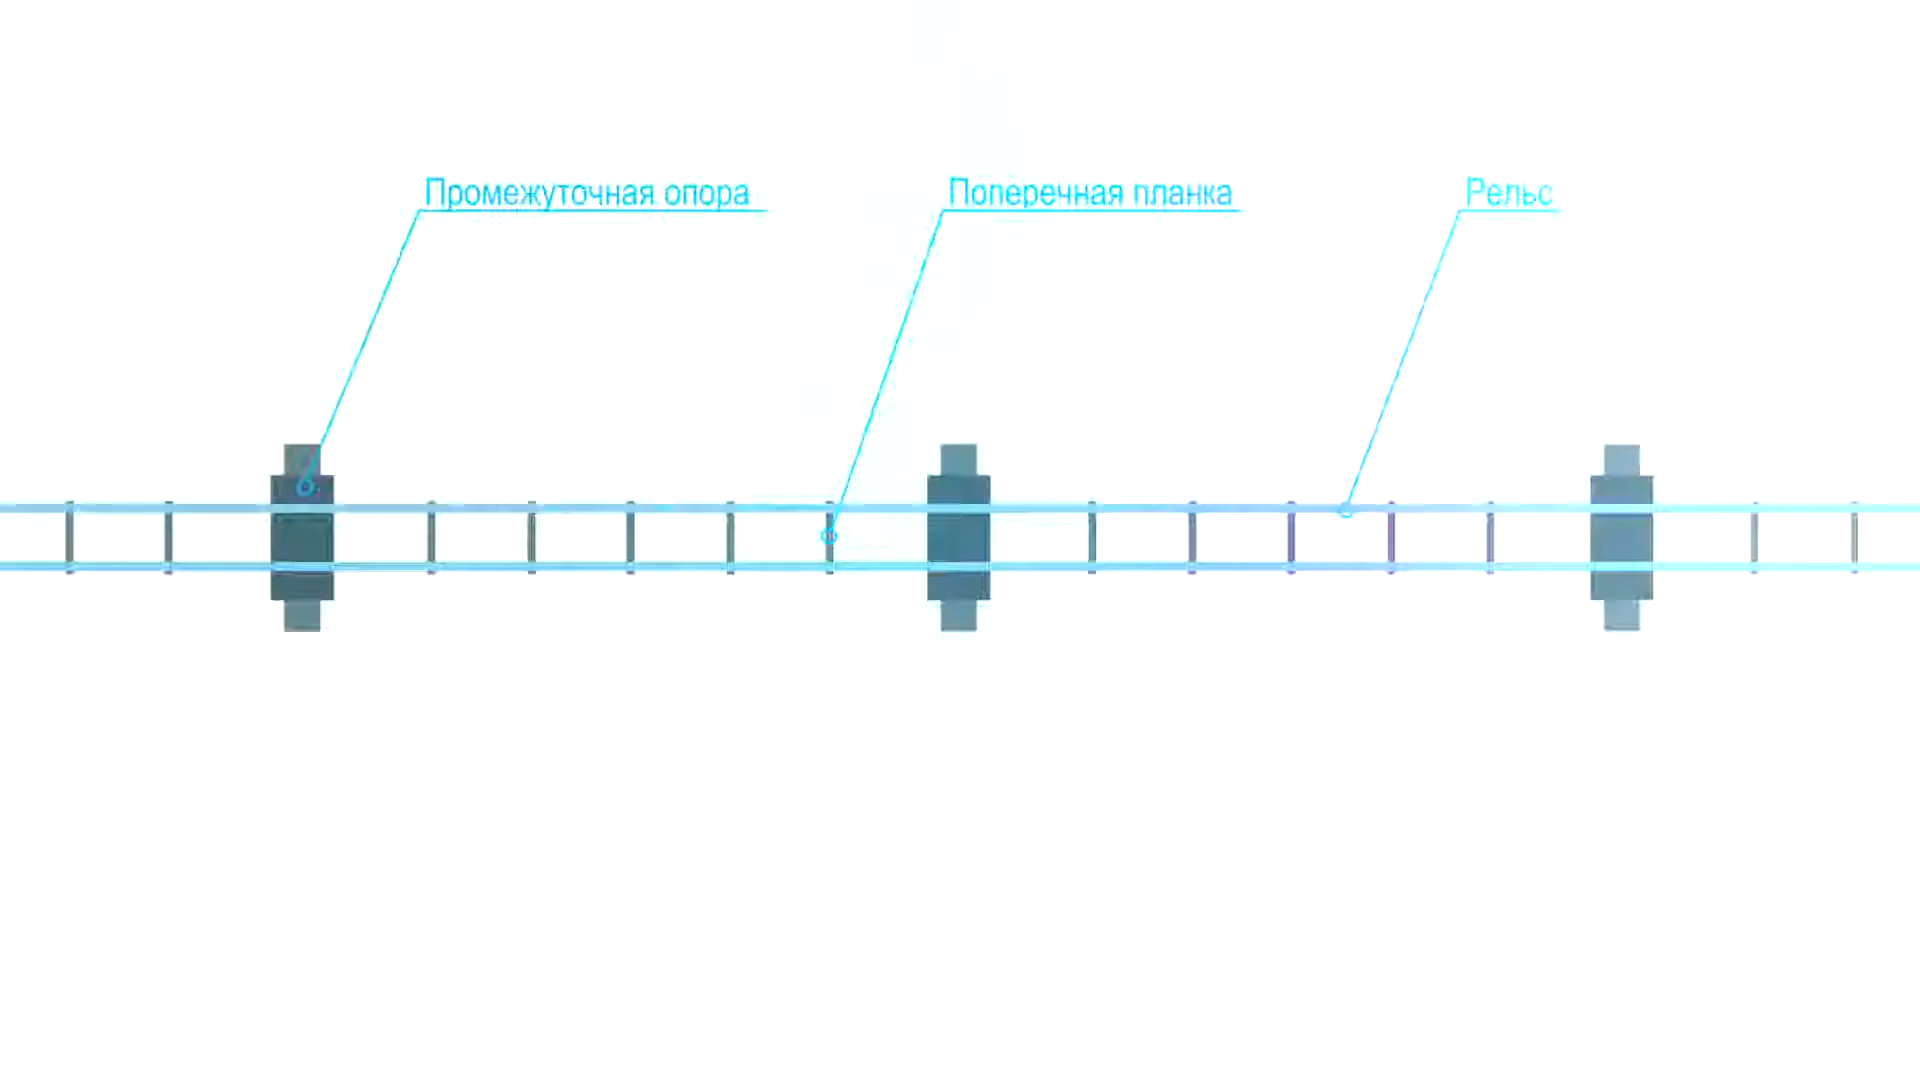 Промежуточная опора
Поперечная планка
Рельс